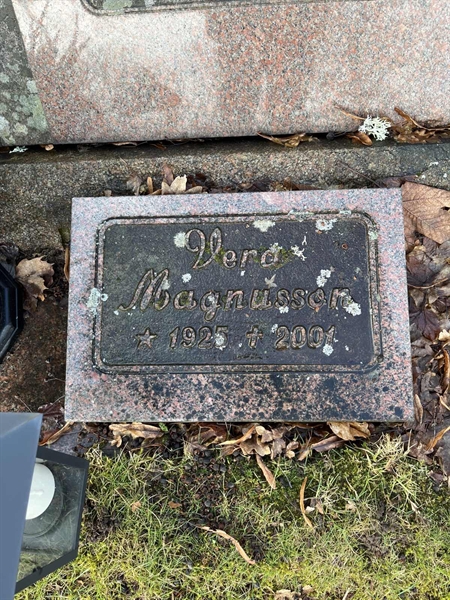 Vera
Magnusson
★ 1925 ✝ 2001